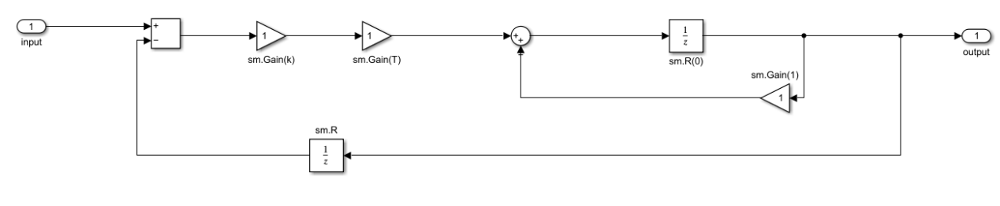 1
input
+
−
1
sm.Gain(k)
1
sm.Gain(T)
+
+
1
z
sm.R(0)
1
output
sm.Gain(1)
1
sm.R
1
z